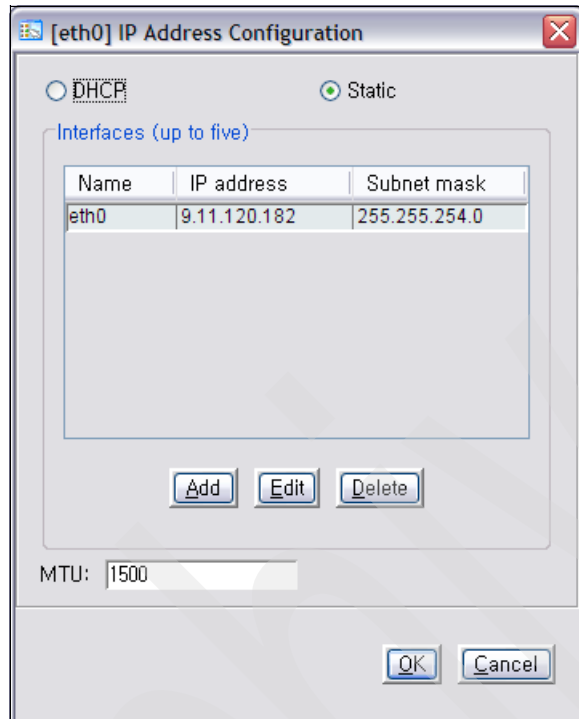 [eth0] IP Address Configuration
DHCP Static
Interfaces (up to five)
Name IP address Subnet mask
eth0 9.11.120.182 255.255.254.0
Add Edit Delete
MTU: 1500
OK Cancel